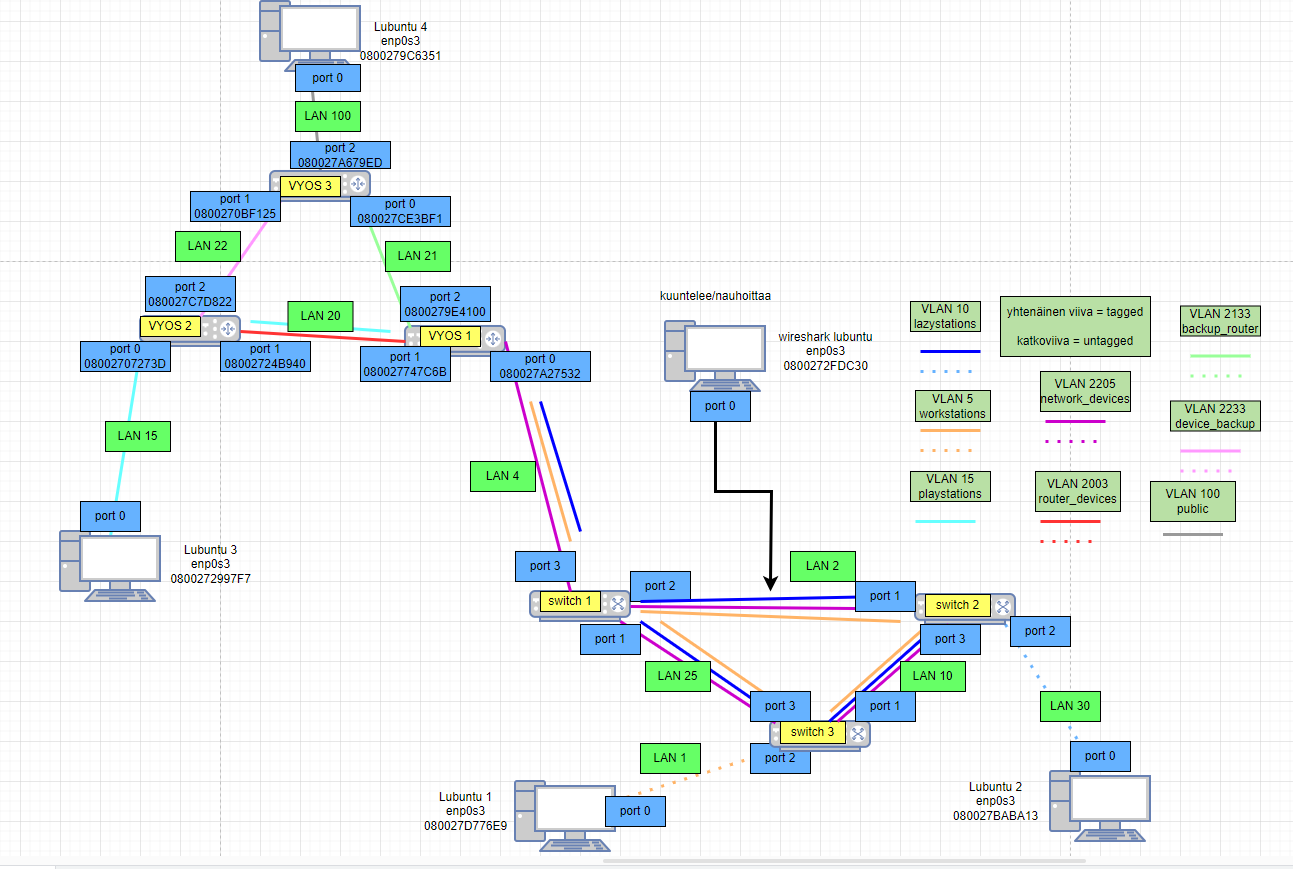 Lubuntu 4
enp0s3
0800279C6351
port 0
LAN 100
port 2
080027A679ED
VYOS 3
port 1
0800270BF125
port 0
080027CE3BF1
LAN 22
LAN 21
port 2
080027C7D822
port 2
0800279E4100
LAN 20
VYOS 2
VYOS 1
port 0
08002707273D
port 1
08002724B940
port 1
080027747C6B
port 0
080027A27532
LAN 15
port 0
Lubuntu 3
enp0s3
0800272997F7
LAN 4
kuuntelee/nauhoittaa
wireshark lubuntu
enp0s3
0800272FDC30
port 0
VLAN 10
lazystations
yhtenäinen viiva = tagged
katkoviiva = untagged
VLAN 2133
backup_router
VLAN 5
workstations
VLAN 2205
network_devices
VLAN 2233
device_backup
VLAN 15
playstations
VLAN 2003
router_devices
VLAN 100
public
port 3
port 2
LAN 2
port 1
switch 1
switch 2
port 1
port 3
port 2
LAN 25
LAN 10
port 3
port 1
LAN 30
switch 3
LAN 1
port 2
port 0
Lubuntu 1
enp0s3
080027D776E9
port 0
Lubuntu 2
enp0s3
080027BABA13